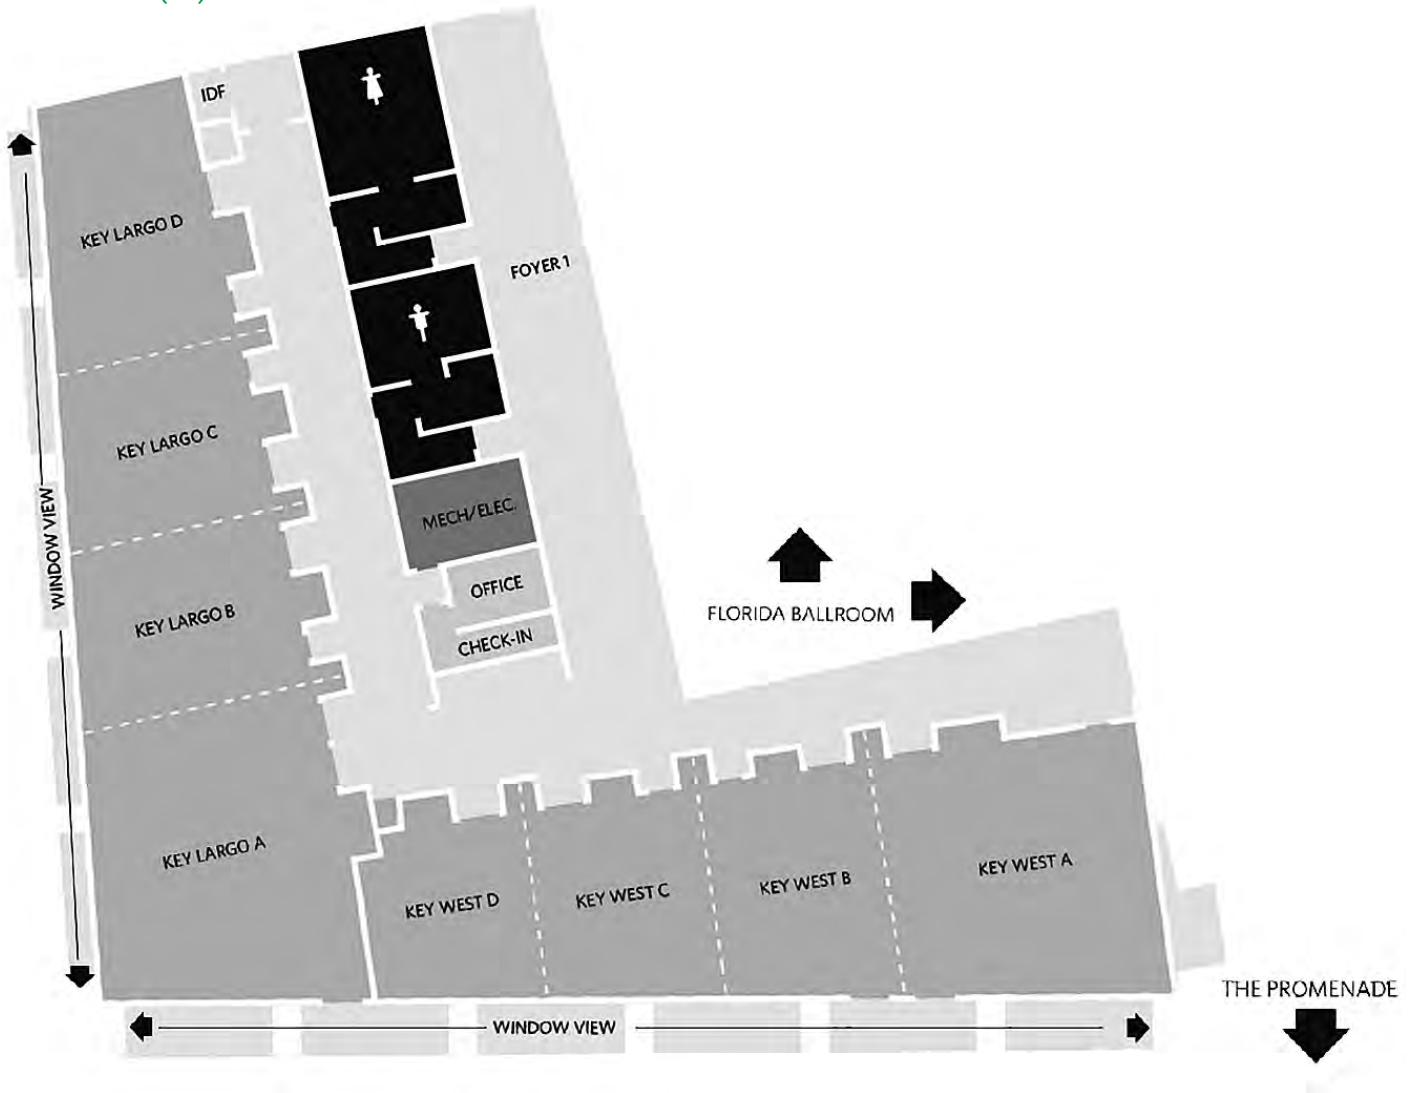 IDF
KEY LARGO D
FOYER 1
KEY LARGO C
WINDOW VIEW
MECH/ELEC.
OFFICE
KEY LARGO B
CHECK-IN
FLORIDA BALLROOM
KEY LARGO A
KEY WEST D
KEY WEST C
KEY WEST B
KEY WEST A
THE PROMENADE
WINDOW VIEW